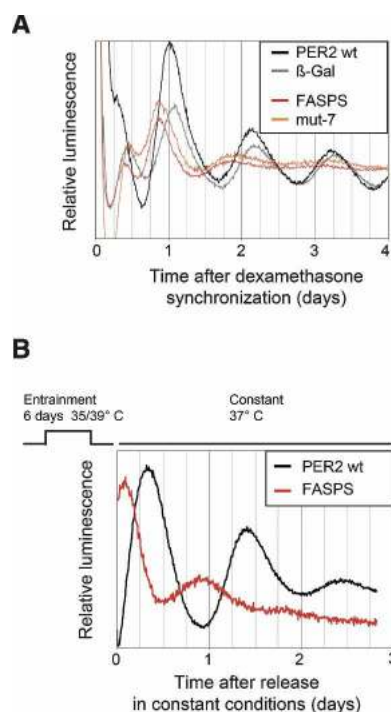 A
PER2 wt
ß-Gal
FASPS
mut-7
Relative luminescence
0 1 2 3 4
Time after dexamethasone
synchronization (days)
B
Entrainment
6 days 35/39° C
Constant
37° C
PER2 wt
FASPS
Relative luminescence
0 1 2
Time after release
in constant conditions (days)